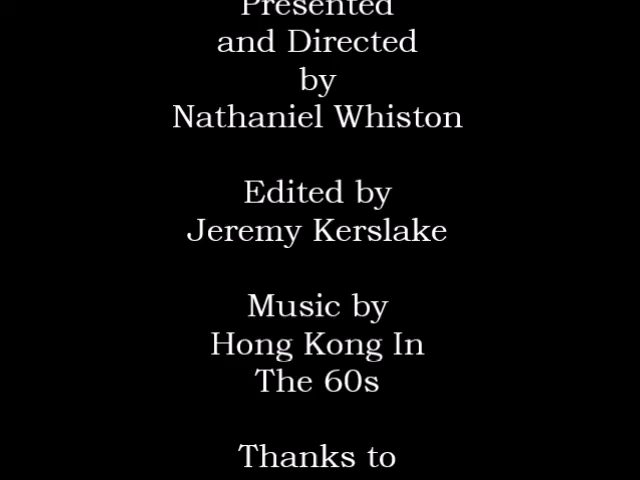 Presented
and Directed
by
Nathaniel Whiston
Edited by
Jeremy Kerslake
Music by
Hong Kong In
The 60s
Thanks to